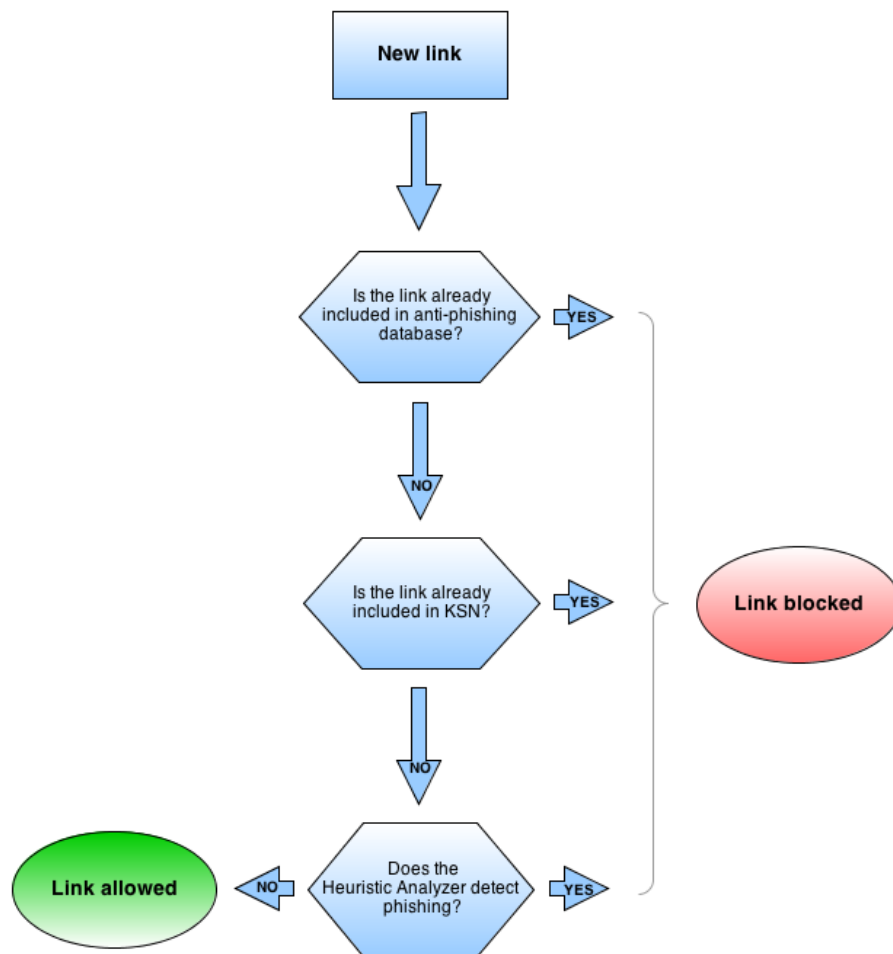 New link
Is the link already
included in anti-phishing
database?
YES
NO
Is the link already
included in KSN?
YES
Link blocked
NO
Does the
Heuristic Analyzer detect
phishing?
YES
NO
Link allowed